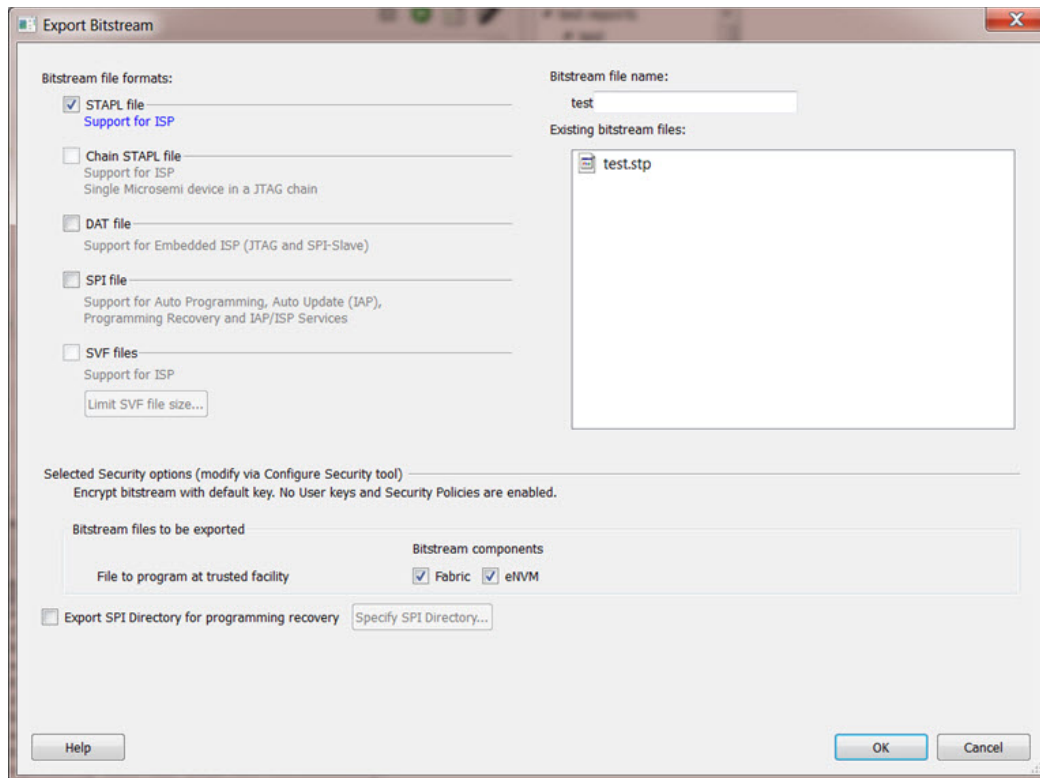 Export Bitstream
Bitstream file formats:
STAPL file
Support for ISP
Chain STAPL file
Support for ISP
Single Microsemi device in a JTAG chain
DAT file
Support for Embedded ISP (JTAG and SPI-Slave)
SPI file
Support for Auto Programming, Auto Update (IAP),
Programming Recovery and IAP/ISP Services
SVF files
Support for ISP
Limit SVF file size...
Bitstream file name:
test
Existing bitstream files:
test.stp
Selected Security options (modify via Configure Security tool)
Encrypt bitstream with default key. No User keys and Security Policies are enabled.
Bitstream files to be exported
Bitstream components
File to program at trusted facility Fabric eNVM
Export SPI Directory for programming recovery Specify SPI Directory...
Help OK Cancel